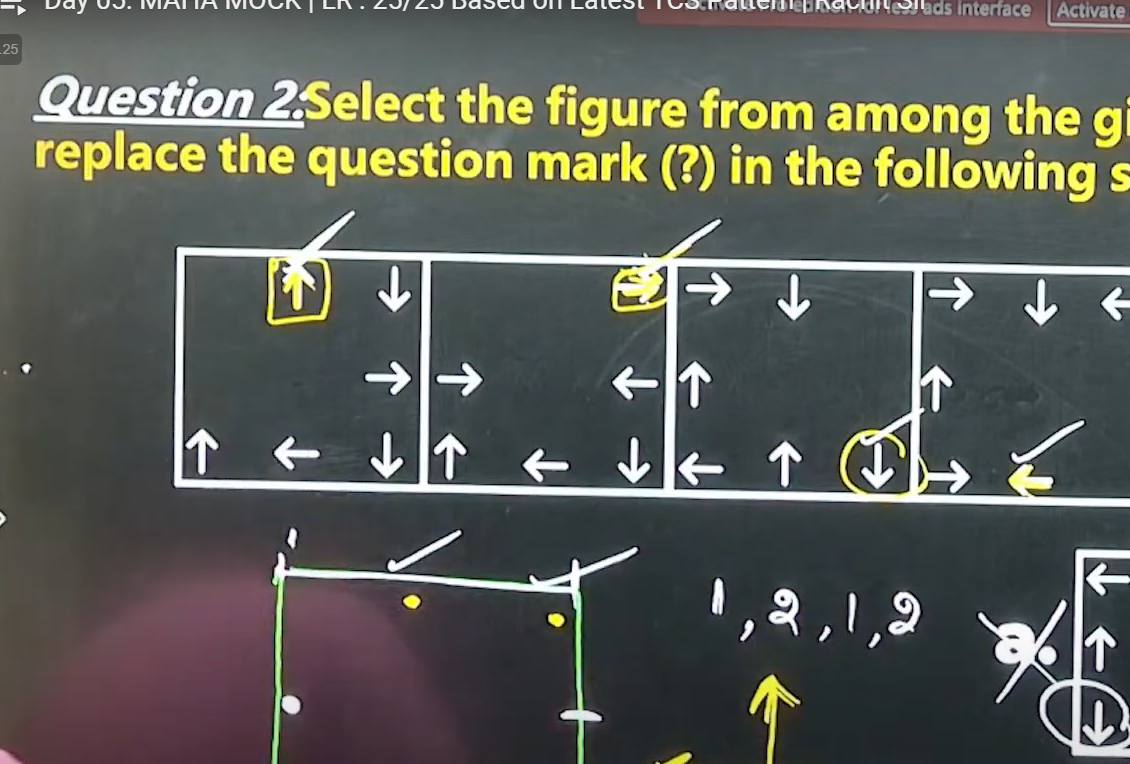 Day 05: MAHA MOCK | LR : 25/25 Based on Latest TCS Pattern | Rachit Sir
ads interface
Activate
.25
Question 2:Select the figure from among the gi
replace the question mark (?) in the following s
1, 2, 1, 2
a.